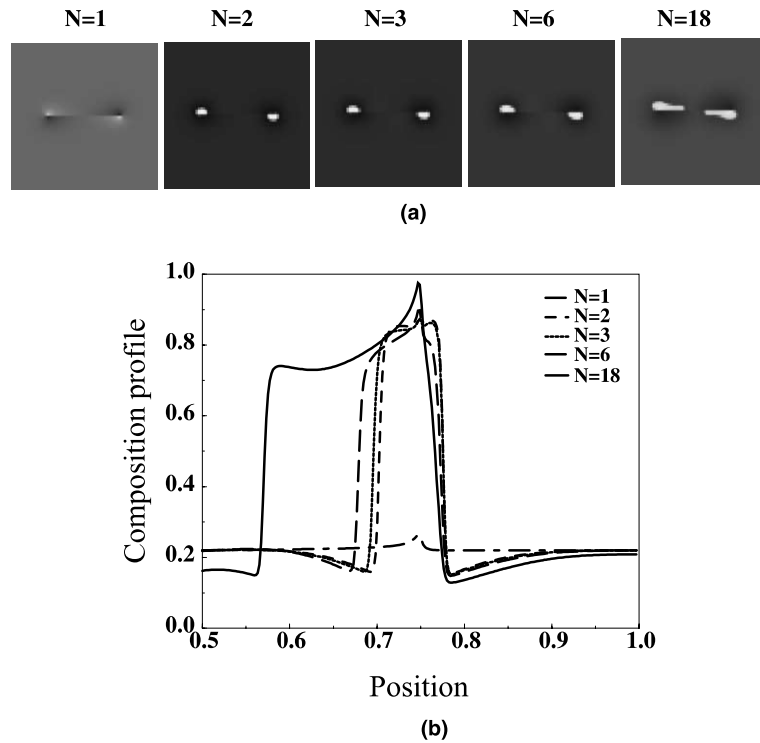 N=1 N=2 N=3 N=6 N=18
(a)
Composition profile
1.0
0.8
0.6
0.4
0.2
0.0
N=1
N=2
N=3
N=6
N=18
0.5 0.6 0.7 0.8 0.9 1.0
Position
(b)